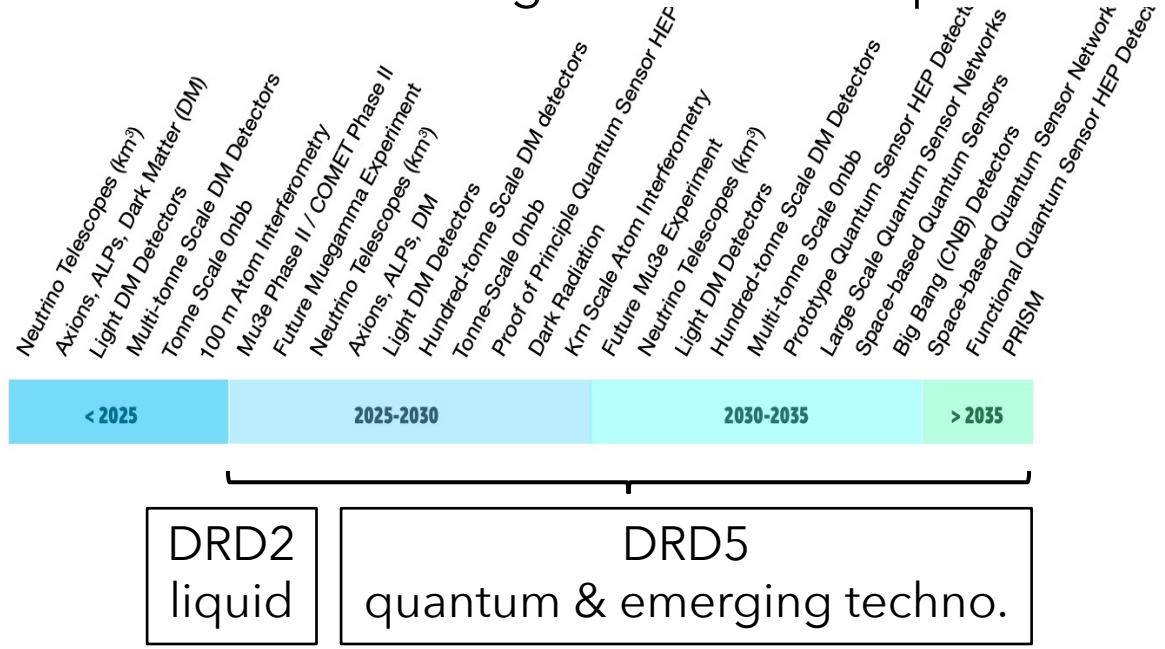 Neutrino Telescopes (km³)
Axions, ALPs, Dark Matter (DM)
Light DM Detectors
Multi-tonne Scale DM Detectors
Tonne Scale 0nbb
100 m Atom Interferometry
Mu3e Phase II / COMET Phase II
Future Muegamma Experiment
Neutrino Telescopes (km³)
Axions, ALPs, DM
Light DM Detectors
Hundred-tonne Scale DM detectors
Tonne-Scale 0nbb
Proof of Principle Quantum Sensor HEP
Dark Radiation
Km Scale Atom Interferometry
Future Mu3e Experiment
Neutrino Telescopes (km³)
Light DM Detectors
Hundred-tonne Scale DM Detectors
Multi-tonne Scale 0nbb
Prototype Quantum Sensor HEP
Large Scale Quantum Sensor Networks
Space-based Quantum Sensors
Big Bang (CNB) Detectors
Space-based Quantum Sensor Network
Functional Quantum Sensor HEP
PRISM
< 2025
2025-2030
2030-2035
> 2035
DRD2
liquid
DRD5
quantum & emerging techno.